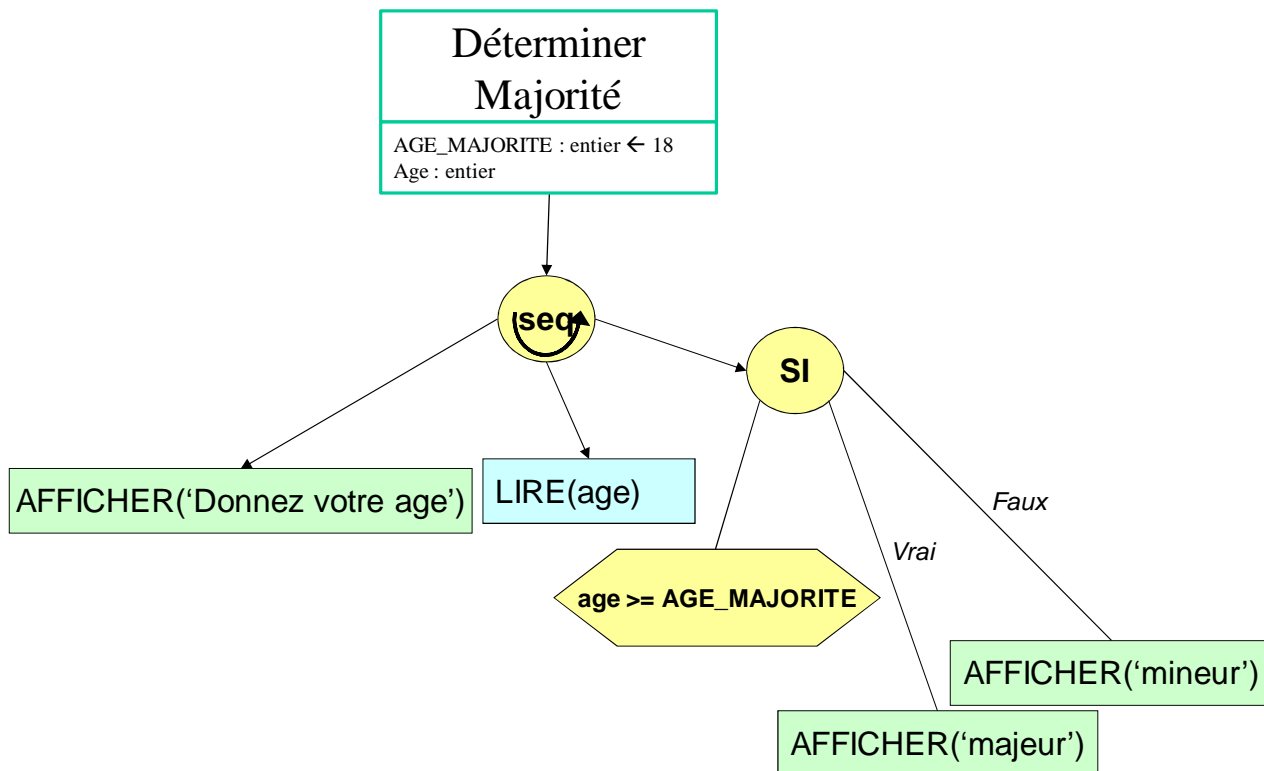 Déterminer
Majorité
AGE_MAJORITE : entier ← 18
Age : entier
seq
SI
AFFICHER(‘Donnez votre age’)
LIRE(age)
Faux
Vrai
age >= AGE_MAJORITE
AFFICHER(‘mineur’)
AFFICHER(‘majeur’)